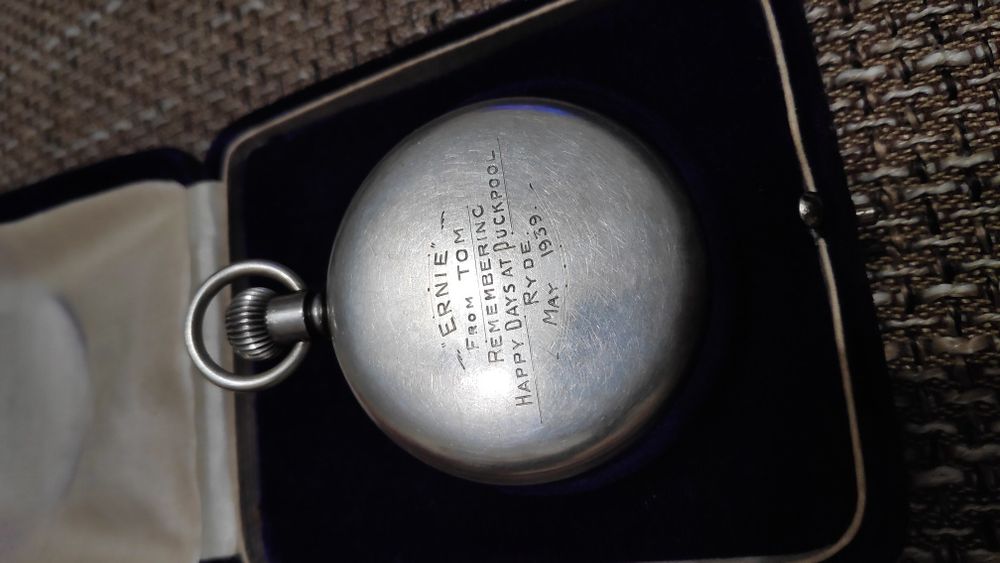 "ERNIE"
FROM TOM
REMEMBERING
HAPPY DAYS AT PUCKPOOL
RYDE.
MAY 1939.